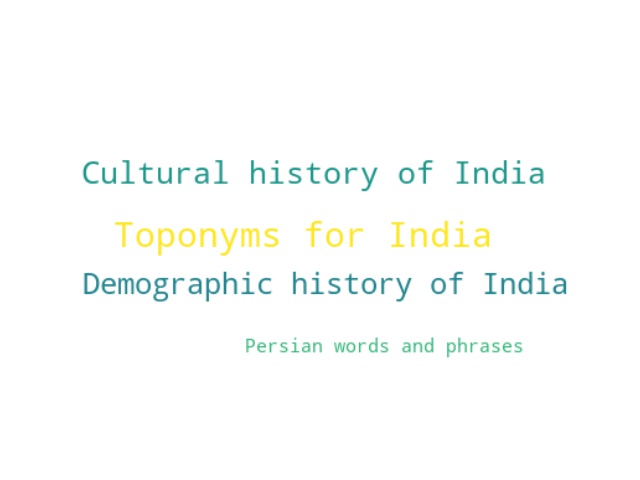 Cultural history of India
Toponyms for India
Demographic history of India
Persian words and phrases